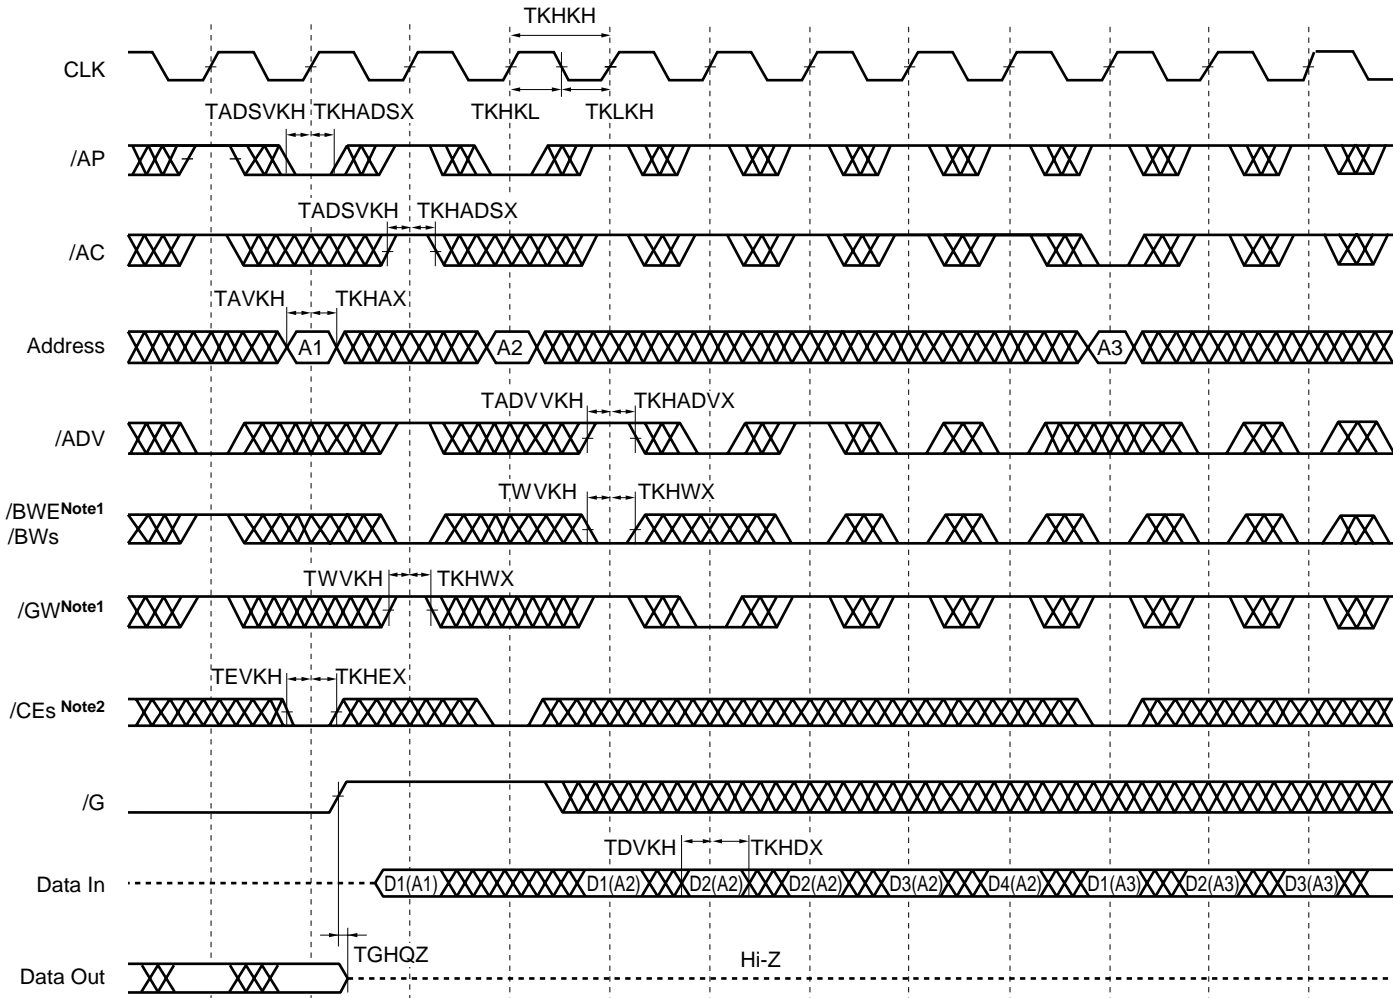 TKHKH
CLK
TADSVKH TKHADSX TKHKL TKLKH
/AP
TADSVKH TKHADSX
/AC
TAVKH TKHAX
Address A1 A2 A3
TADVVKH TKHADVX
/ADV
TWVKH TKHWX
/BWE Note1
/BWs
TWVKH TKHWX
/GW Note1
TEVKH TKHEX
/CEs Note2
/G
TDVKH TKHDX
Data In D1(A1) D1(A2) D2(A2) D2(A2) D3(A2) D4(A2) D1(A3) D2(A3) D3(A3)
TGHQZ
Hi-Z
Data Out